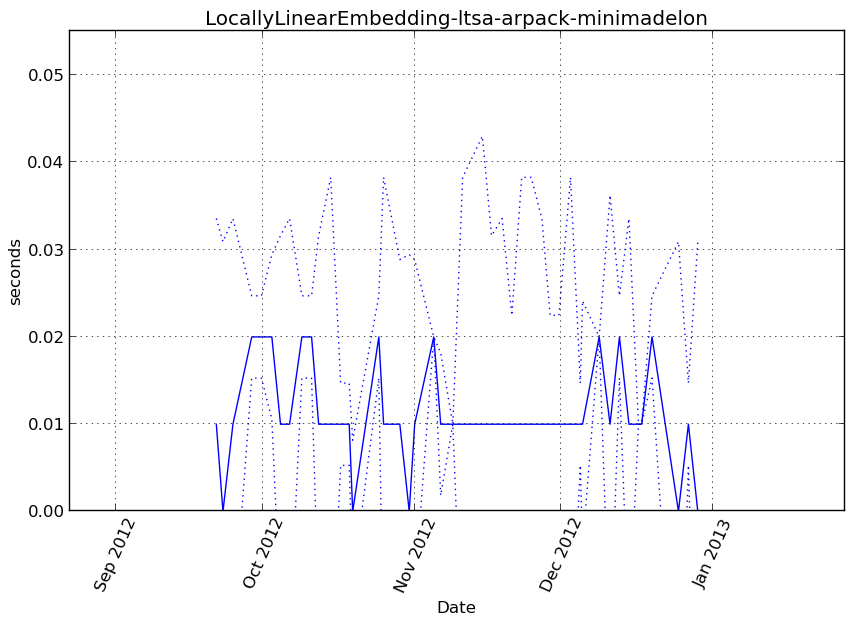 LocallyLinearEmbedding-ltsa-arpack-minimadelon
0.05
0.04
0.03
0.02
0.01
0.00
seconds
Sep 2012
Oct 2012
Nov 2012
Dec 2012
Jan 2013
Date